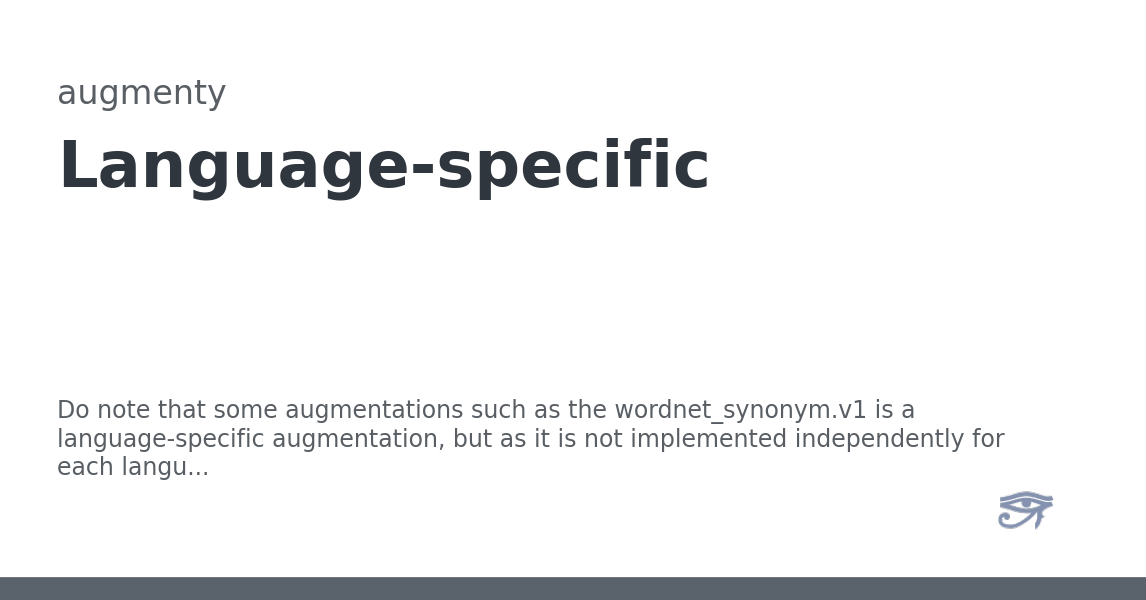 augmenty
Language-specific
Do note that some augmentations such as the wordnet_synonym.v1 is a
language-specific augmentation, but as it is not implemented independently for
each langu...